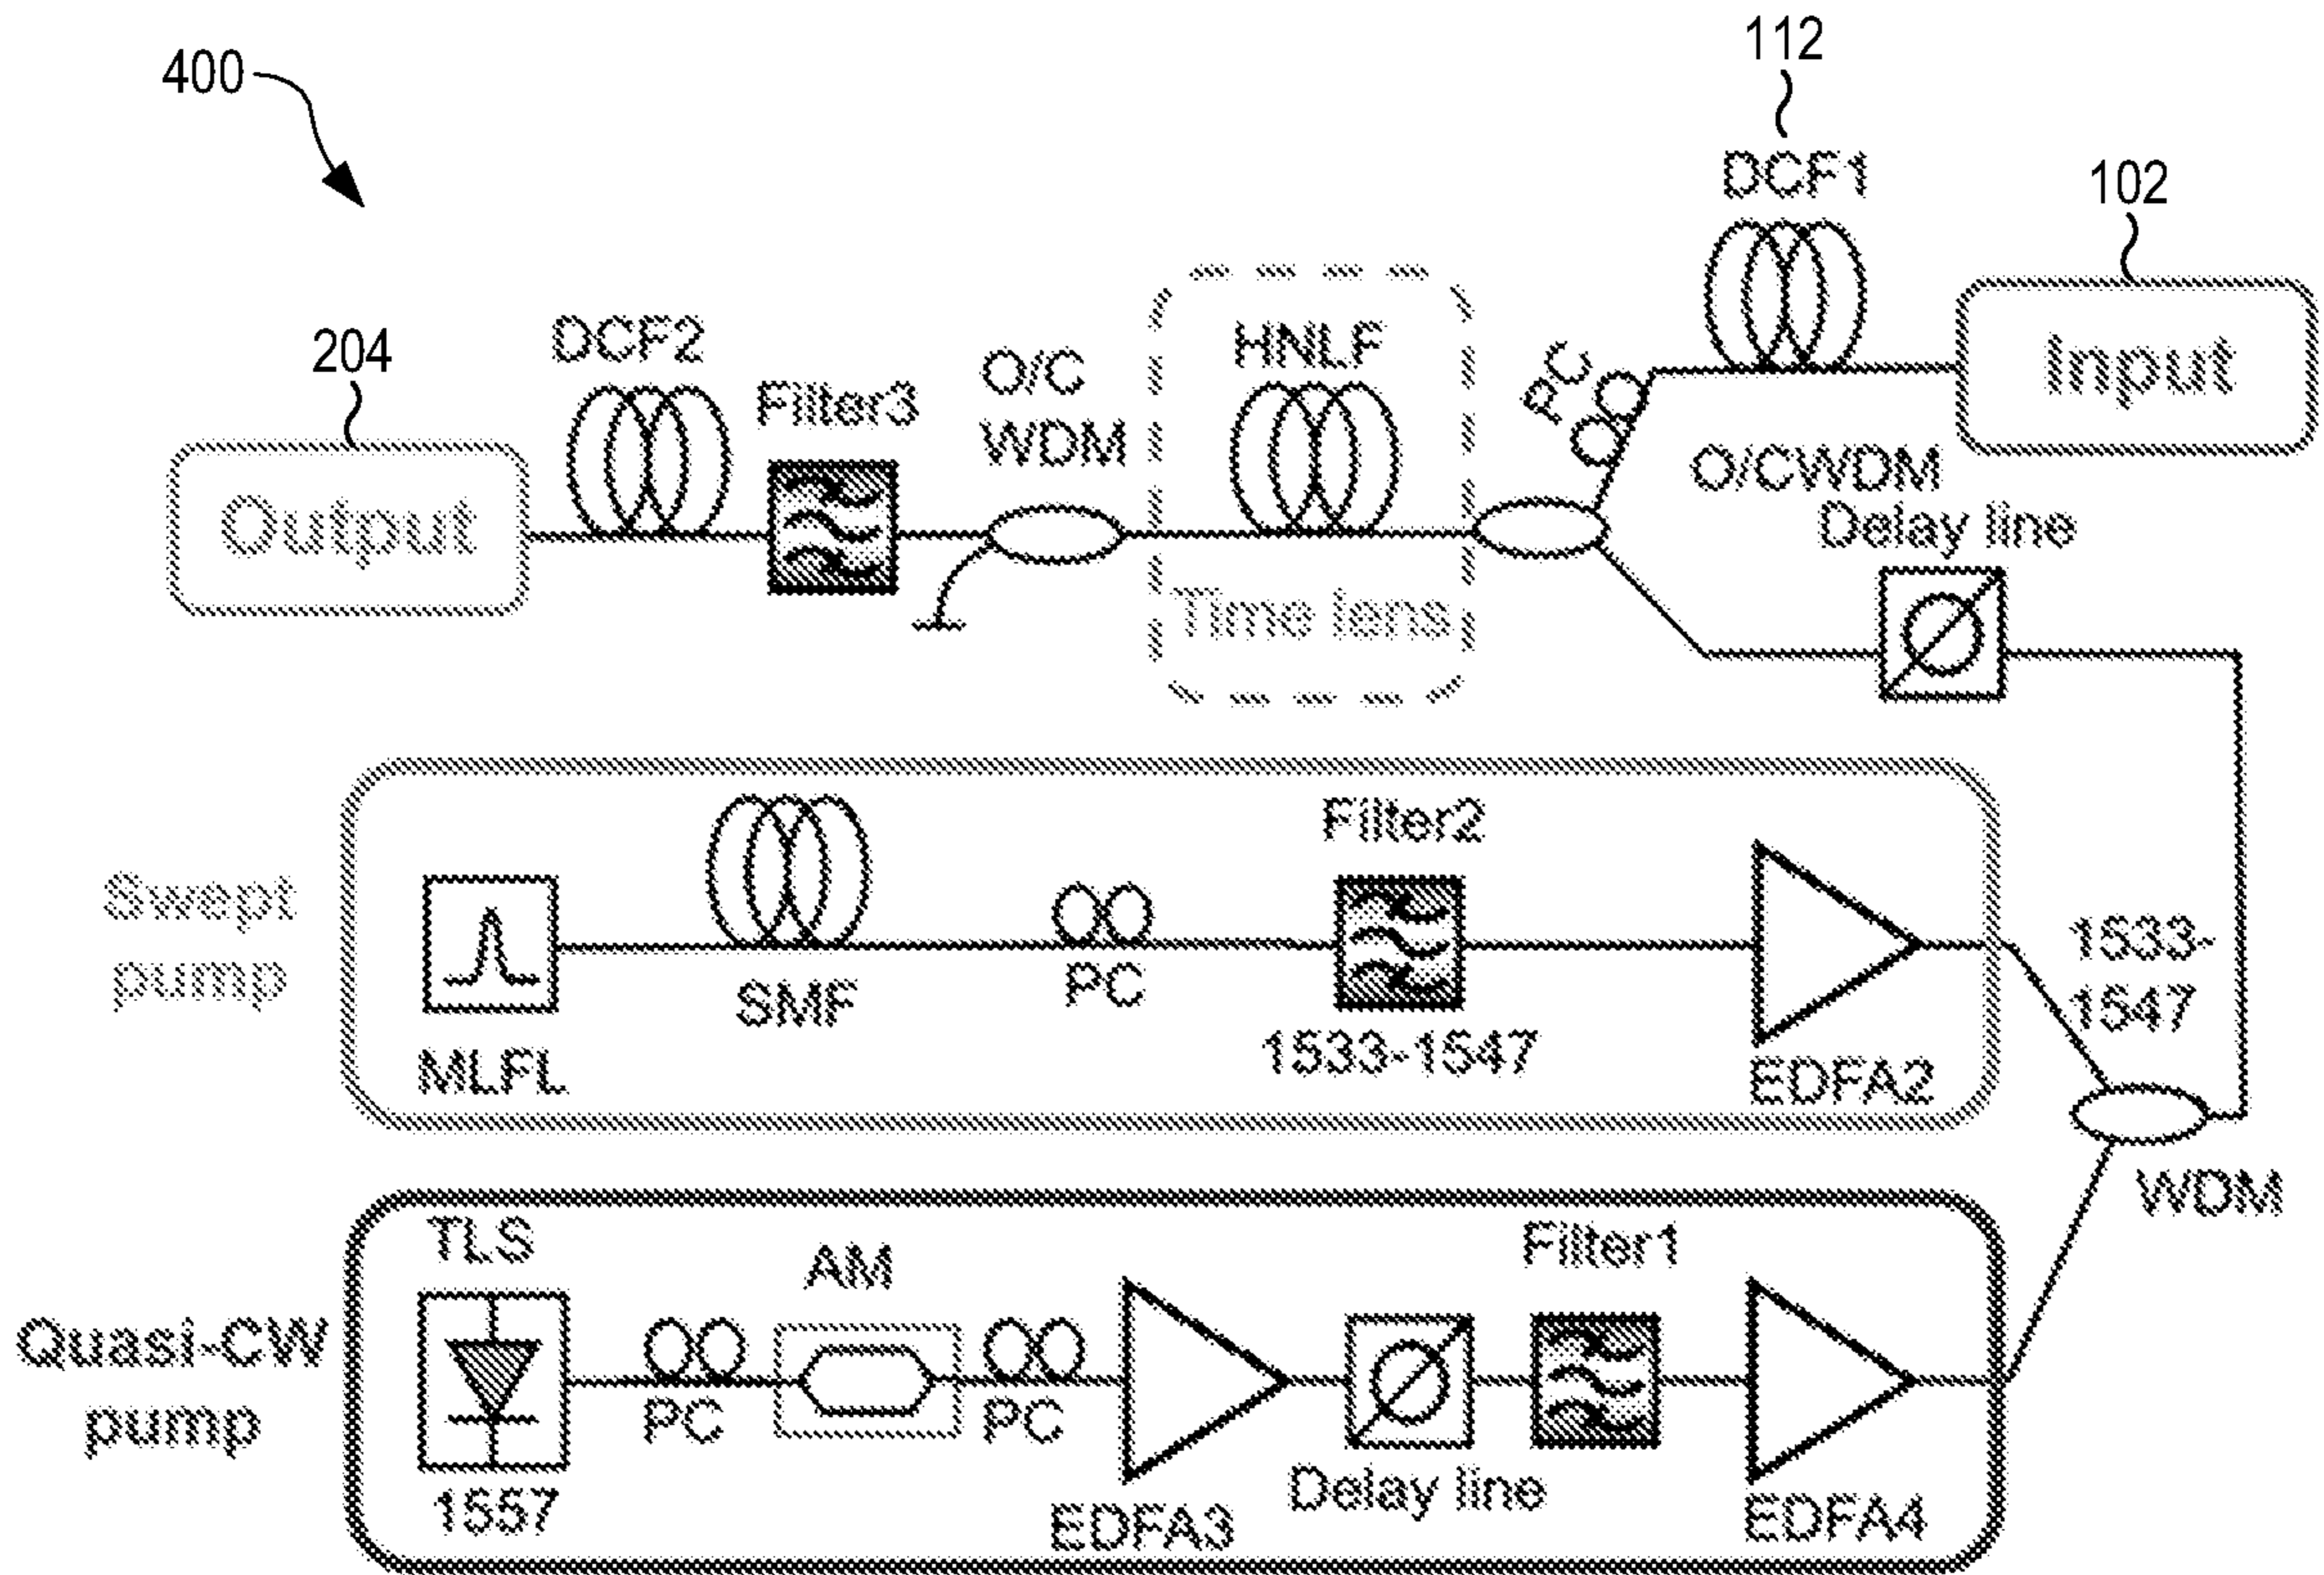 400
112
DCF1
102
Input
204
DCF2
Filter3
O/C
WDM
HNLF
PC
O/CWDM
Delay line
Output
Time lens
Swept
pump
MLFL
SMF
PC
Filter2
1533-1547
EDFA2
1533-
1547
WDM
Quasi-CW
pump
TLS
1557
PC
AM
PC
EDFA3
Delay line
Filter1
EDFA4